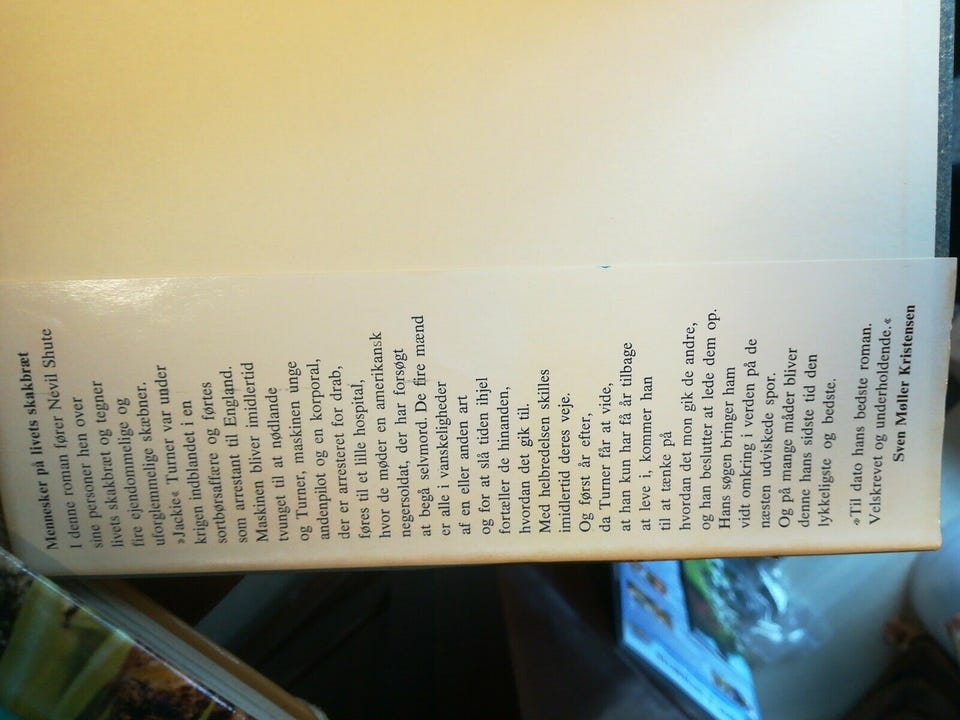 Mennesker på livets skakbræt
I denne roman fører Nevil Shute
sine personer hen over
livets skakbræt og tegner
fire ejendommelige og
uforglemmelige skæbner.
»Jackie« Turner var under
krigen indblandet i en
sortbørsaffære og førtes
som arrestant til England.
Maskinen bliver imidlertid
tvunget til at nødlande
og Turner, maskinen unge
andenpilot og en korporal,
der er arresteret for drab,
føres til et lille hospital,
hvor de møder en amerikansk
negersoldat, der har forsøgt
at begå selvmord. De fire mænd
er alle i vanskeligheder
af en eller anden art
og for at slå tiden ihjel
fortæller de hinanden,
hvordan det gik til.
Med helbredelsen skilles
imidlertid deres veje.
Og først år efter,
da Turner får at vide,
at han kun har få år tilbage
at leve i, kommer han
til at tænke på
hvordan det mon gik de andre,
og han beslutter at lede dem op.
Hans søgen bringer ham
vidt omkring i verden på de
næsten udviskede spor.
Og på mange måder bliver
denne hans sidste tid den
lykkeligste og bedste.
»Til dato hans bedste roman.
Velskrevet og underholdende.«
Sven Møller Kristensen